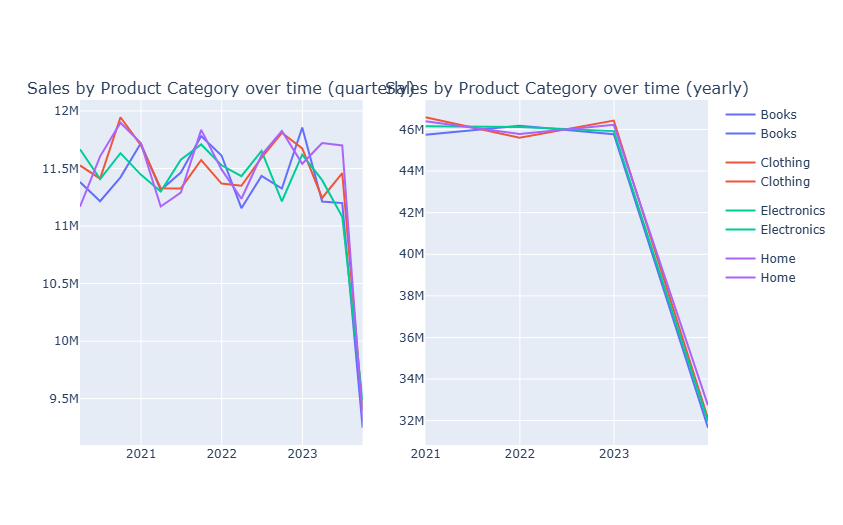 Sales by Product Category over time (quarterly)
Sales by Product Category over time (yearly)
12M
11.5M
11M
10.5M
10M
9.5M
2021
2022
2023
46M
44M
42M
40M
38M
36M
34M
32M
2021
2022
2023
Books
Books
Clothing
Clothing
Electronics
Electronics
Home
Home